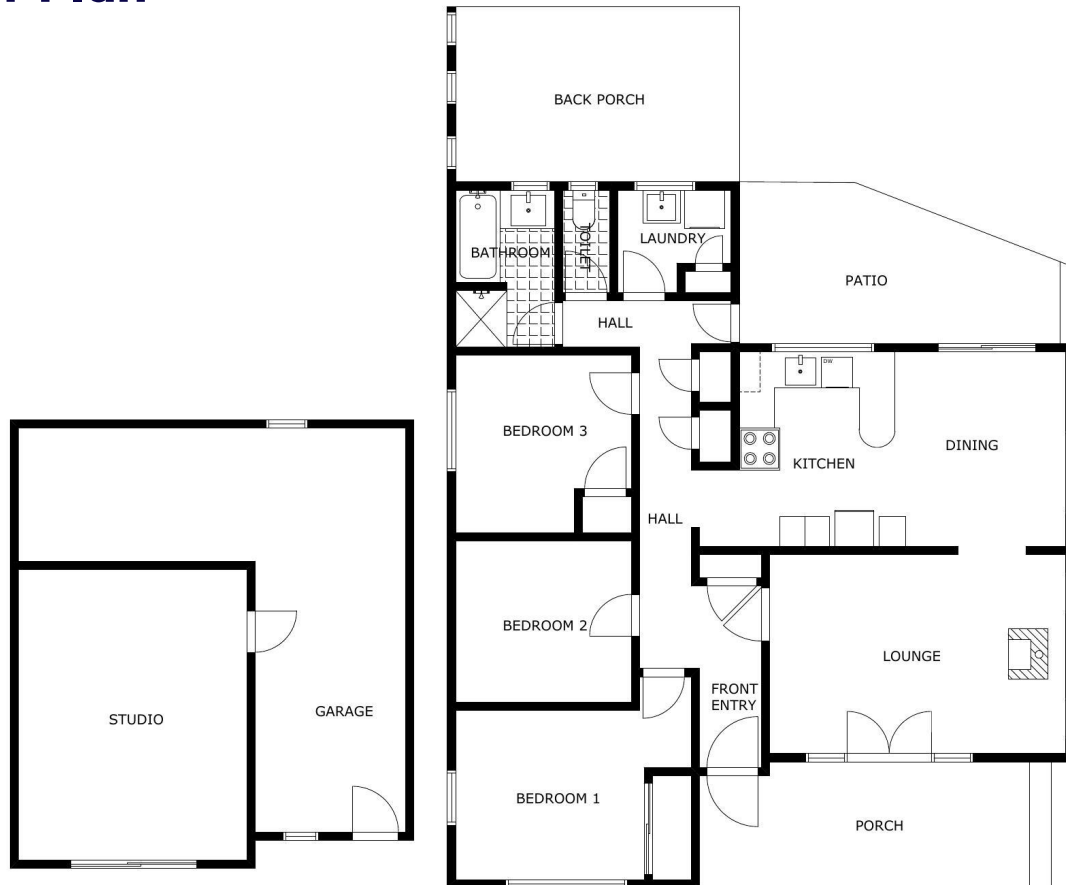 BACK PORCH
BATHROOM
TOILET
LAUNDRY
PATIO
HALL
BEDROOM 3
DW
KITCHEN
DINING
HALL
BEDROOM 2
LOUNGE
FRONT
ENTRY
STUDIO
GARAGE
BEDROOM 1
PORCH